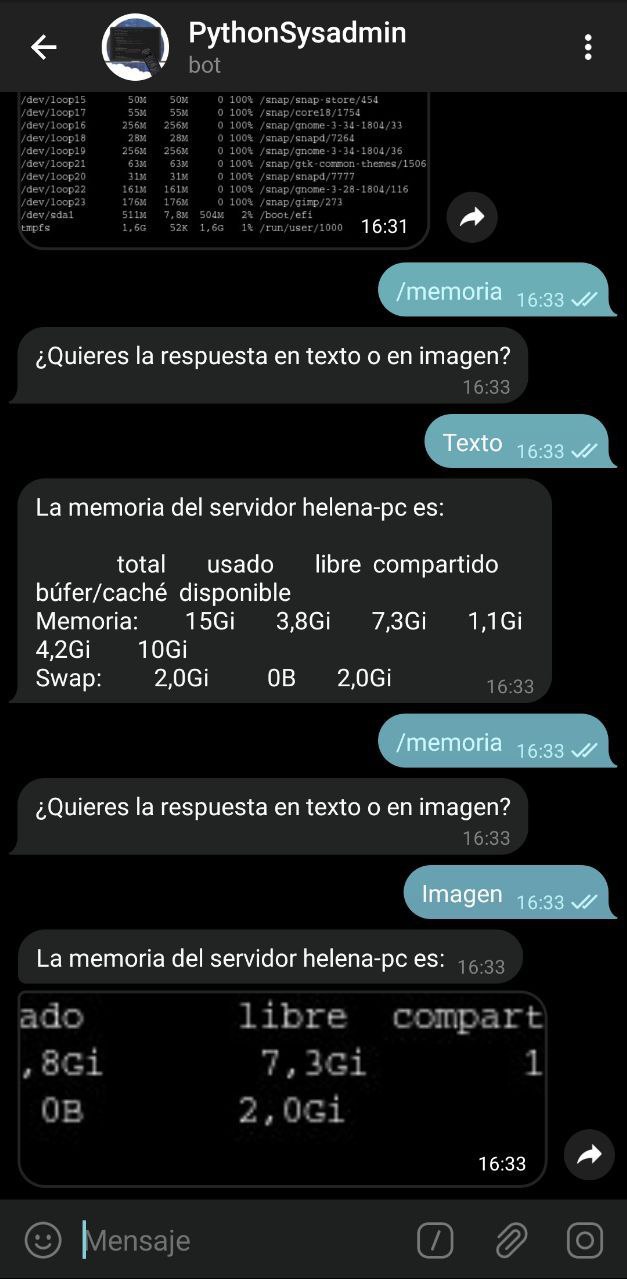 PythonSysadmin
bot
/dev/loop15 50M 50M 0 100% /snap/snap-store/454
/dev/loop17 55M 55M 0 100% /snap/core18/1754
/dev/loop16 256M 256M 0 100% /snap/gnome-3-34-1804/33
/dev/loop18 28M 28M 0 100% /snap/snapd/7264
/dev/loop19 256M 256M 0 100% /snap/gnome-3-34-1804/36
/dev/loop21 63M 63M 0 100% /snap/gtk-common-themes/1506
/dev/loop20 31M 31M 0 100% /snap/snapd/7777
/dev/loop22 161M 161M 0 100% /snap/gnome-3-28-1804/116
/dev/loop23 176M 176M 0 100% /snap/gimp/273
/dev/sda1 511M 7,8M 504M 2% /boot/efi
tmpfs 1,6G 52K 1,6G 1% /run/user/1000
16:31
/memoria 16:33
¿Quieres la respuesta en texto o en imagen?
16:33
Texto 16:33
La memoria del servidor helena-pc es:
total usado libre compartido
búfer/caché disponible
Memoria: 15Gi 3,8Gi 7,3Gi 1,1Gi
4,2Gi 10Gi
Swap: 2,0Gi 0B 2,0Gi
16:33
/memoria 16:33
¿Quieres la respuesta en texto o en imagen?
16:33
Imagen 16:33
La memoria del servidor helena-pc es: 16:33
ado libre compart
,8Gi 7,3Gi 1
0B 2,0Gi
16:33
Mensaje